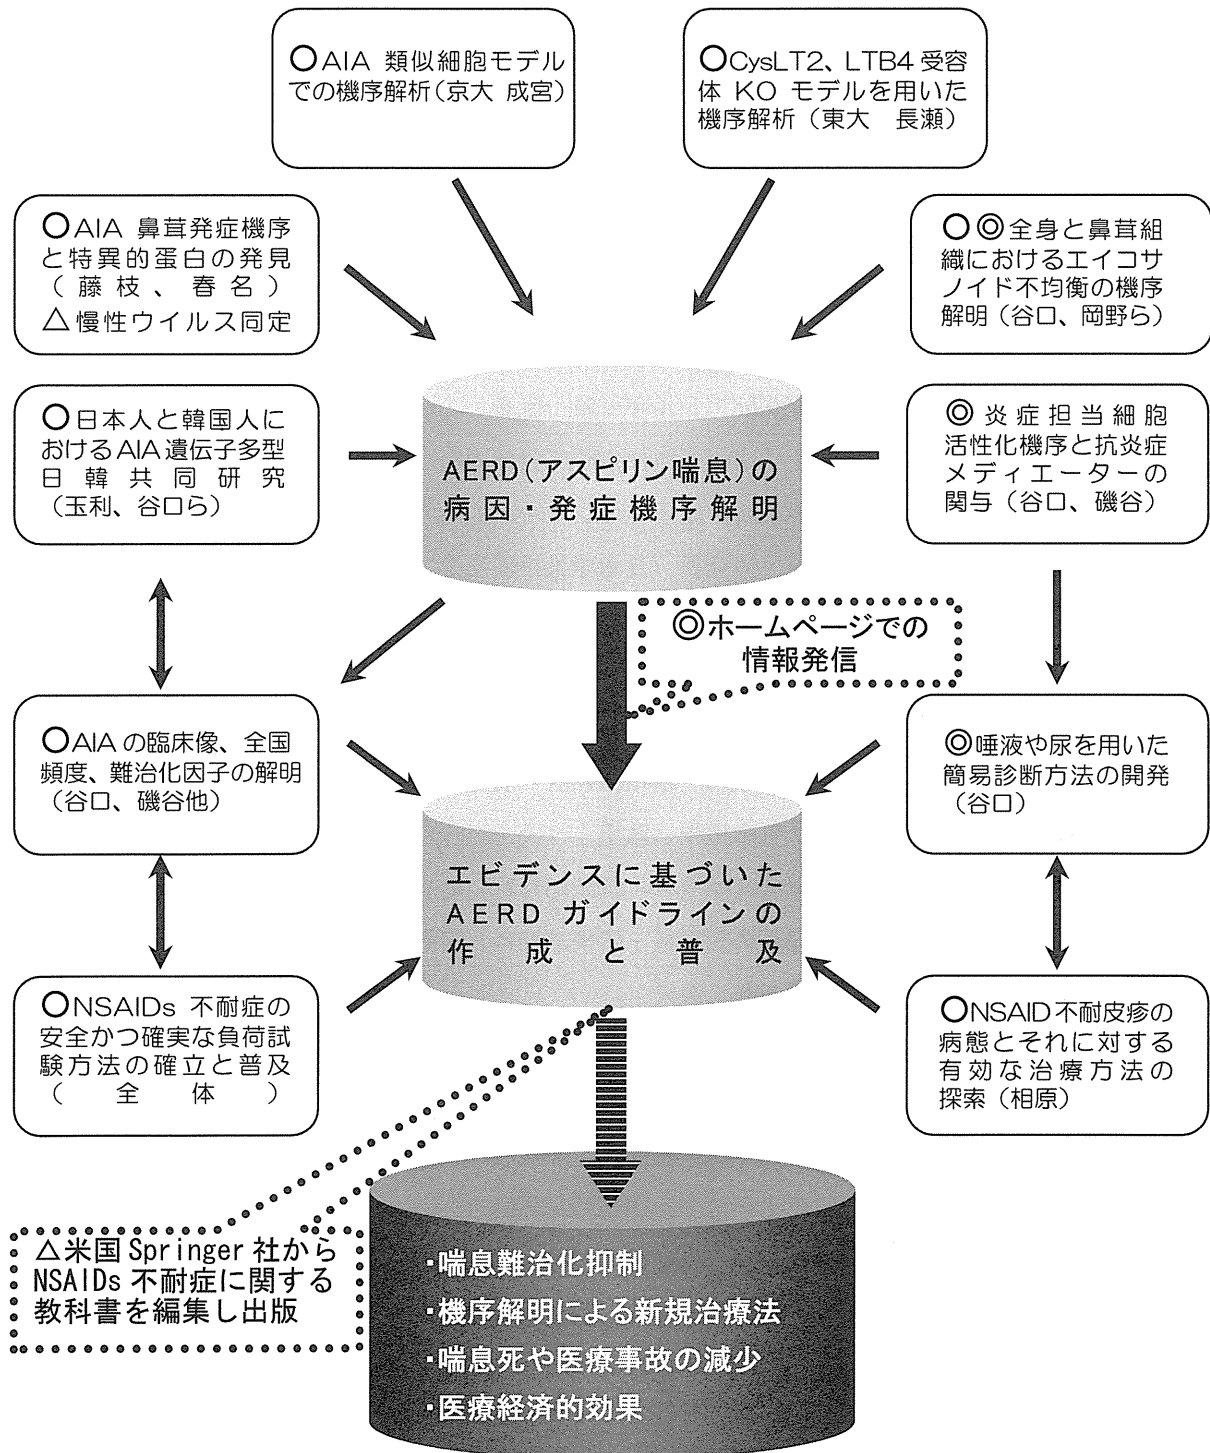 ○AIA 類似細胞モデル
での機序解析(京大 成宮)
○CysLT2、LTB4 受容
体 KO モデルを用いた
機序解析(東大 長瀬)
○AIA 鼻茸発症機序
と特異的蛋白の発見
(藤枝、春名)
△慢性ウイルス同定
○◎全身と鼻茸組
織におけるエイコサ
ノイド不均衡の機序
解明(谷口、岡野ら)
○日本人と韓国人に
おけるAIA遺伝子多型
日韓共同研究
(玉利、谷口ら)
AERD(アスピリン喘息)の
病因・発症機序解明
◎炎症担当細胞
活性化機序と抗炎症
メディエーターの
関与(谷口、磯谷)
◎ホームページでの
情報発信
○AIAの臨床像、全国
頻度、難治化因子の解明
(谷口、磯谷他)
◎唾液や尿を用いた
簡易診断方法の開発
(谷口)
エビデンスに基づいた
AERD ガイドラインの
作成と普及
○NSAIDs 不耐症の
安全かつ確実な負荷試
験方法の確立と普及
(全体)
○NSAID不耐皮疹の
病態とそれに対する
有効な治療方法の
探索(相原)
△米国 Springer 社から
NSAIDs 不耐症に関する
教科書を編集し出版
・喘息難治化抑制
・機序解明による新規治療法
・喘息死や医療事故の減少
・医療経済的効果